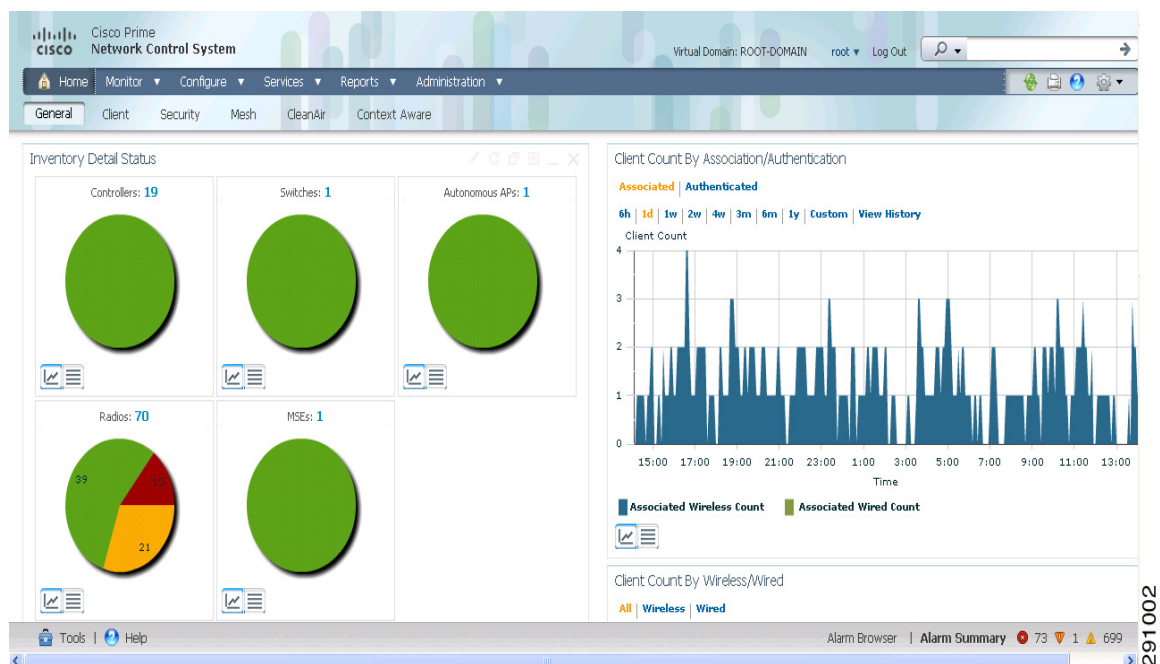 Cisco Prime
CISCO Network Control System
Virtual Domain: ROOT-DOMAIN root Log Out
Home Monitor Configure Services Reports Administration
General Client Security Mesh CleanAir Context Aware
Inventory Detail Status
Controllers: 19
Switches: 1
Autonomous APs: 1
Radios: 70
39
21
MSEs: 1
Client Count By Association/Authentication
Associated | Authenticated
6h | 1d | 1w | 2w | 4w | 3m | 6m | 1y | Custom | View History
Client Count
4
3
2
1
0
15:00 17:00 19:00 21:00 23:00 1:00 3:00 5:00 7:00 9:00 11:00 13:00
Time
Associated Wireless Count Associated Wired Count
Client Count By Wireless/Wired
All | Wireless | Wired
Tools | Help
Alarm Browser | Alarm Summary 73 1 699
291002